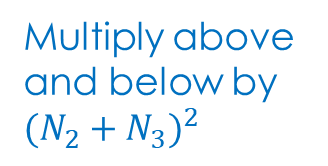 Multiply above
and below by
(N₂ + N₃)²